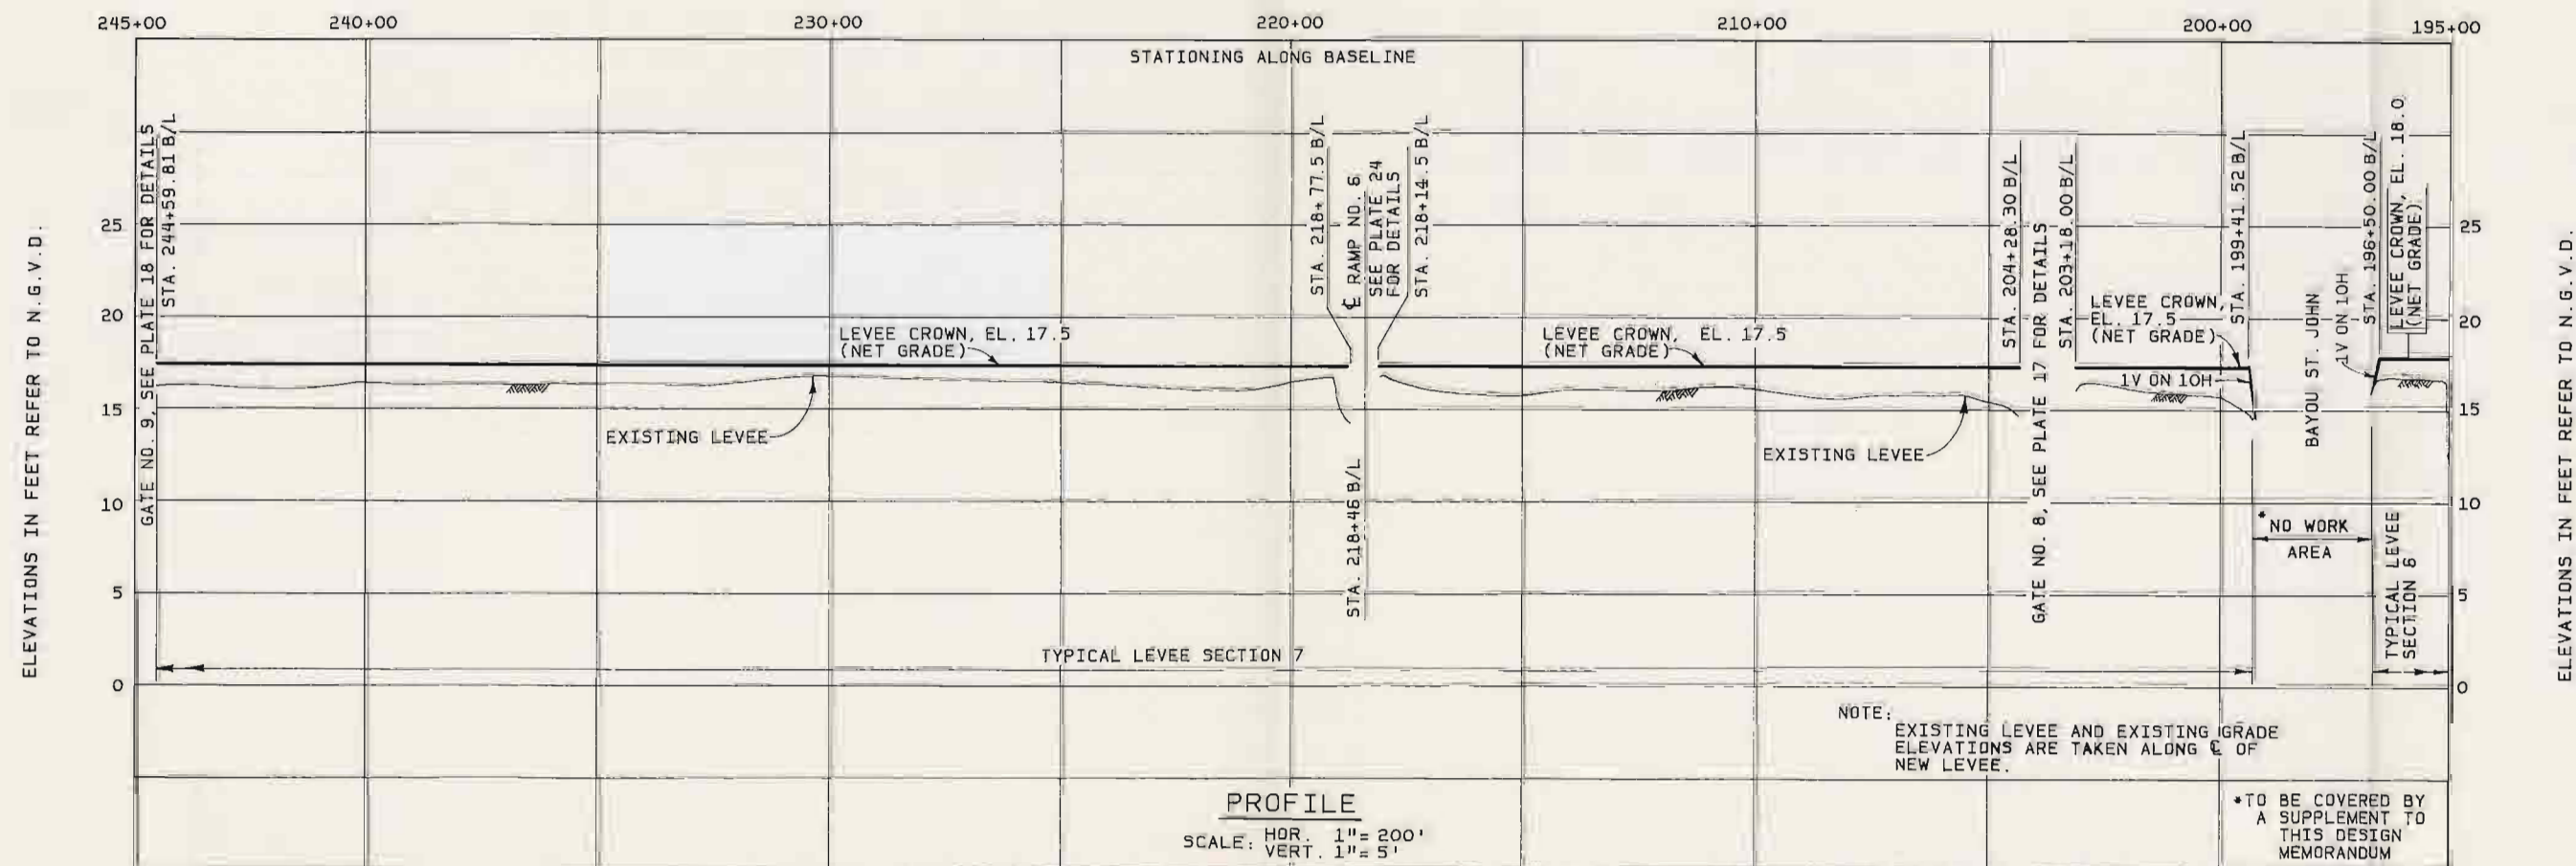 245+00 240+00 230+00 220+00 210+00 200+00 195+00
STATIONING ALONG BASELINE
ELEVATIONS IN FEET REFER TO N.G.V.D.
25
20
15
10
5
0
GATE NO. 9, SEE PLATE 18 FOR DETAILS
STA. 244+59.81 B/L
LEVEE CROWN, EL. 17.5
(NET GRADE)
EXISTING LEVEE
STA. 218+77.5 B/L
℄ RAMP NO. 6
SEE PLATE 24
FOR DETAILS
STA. 218+14.5 B/L
STA. 218+46 B/L
LEVEE CROWN, EL. 17.5
(NET GRADE)
EXISTING LEVEE
STA. 204+28.30 B/L
GATE NO. 8, SEE PLATE 17 FOR DETAILS
STA. 203+18.00 B/L
LEVEE CROWN,
EL. 17.5
(NET GRADE)
1V ON 10H
STA. 199+41.52 B/L
BAYOU ST. JOHN
1V ON 10H
STA. 196+50.00 B/L
LEVEE CROWN, EL. 18.0
(NET GRADE)
*NO WORK
AREA
TYPICAL LEVEE
SECTION 6
TYPICAL LEVEE SECTION 7
25
20
15
10
5
0
ELEVATIONS IN FEET REFER TO N.G.V.D.
NOTE:
EXISTING LEVEE AND EXISTING GRADE
ELEVATIONS ARE TAKEN ALONG ℄ OF
NEW LEVEE.
PROFILE
SCALE: HOR. 1"= 200'
VERT. 1"= 5'
*TO BE COVERED BY
A SUPPLEMENT TO
THIS DESIGN
MEMORANDUM